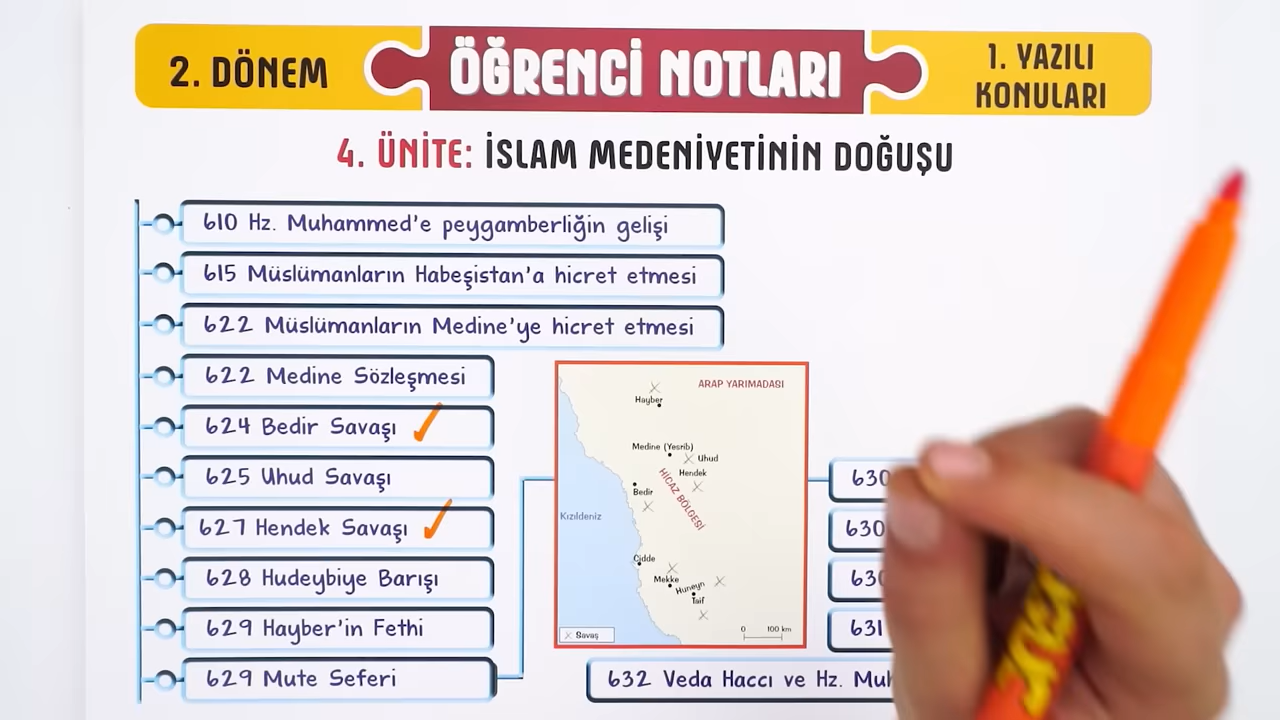 2. DÖNEM
ÖĞRENCİ NOTLARI
1. YAZILI
KONULARI
4. ÜNİTE: İSLAM MEDENİYETİNİN DOĞUŞU
610 Hz. Muhammed'e peygamberliğin gelişi
615 Müslümanların Habeşistan'a hicret etmesi
622 Müslümanların Medine'ye hicret etmesi
622 Medine Sözleşmesi
624 Bedir Savaşı
625 Uhud Savaşı
627 Hendek Savaşı
628 Hudeybiye Barışı
629 Hayber'in Fethi
629 Mute Seferi
ARAP YARIMADASI
Hayber
Medine (Yesrib)
Uhud
Hendek
HİCAZ BÖLGESİ
Bedir
Kızıldeniz
Cidde
Mekke
Huneyn
Taif
Savaş
0 100 km
630
630
630
631
632 Veda Haccı ve Hz.